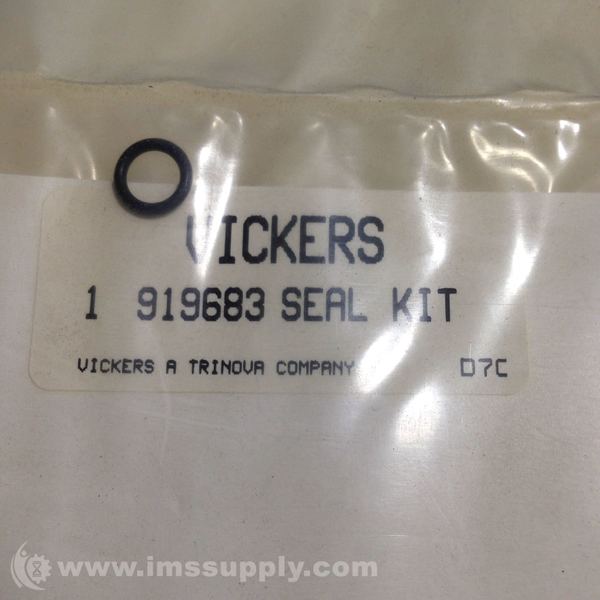 VICKERS
1 919683 SEAL KIT
VICKERS A TRINOVA COMPANY D7C
www.imssupply.com